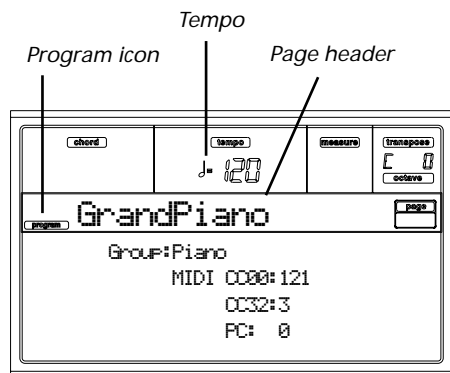 Tempo
Program icon
Page header
chord
tempo
measure
transpose
♩= 120
C 0
octave
program
GrandPiano
page
Group:Piano
MIDI CC00:121
CC32:3
PC: 0